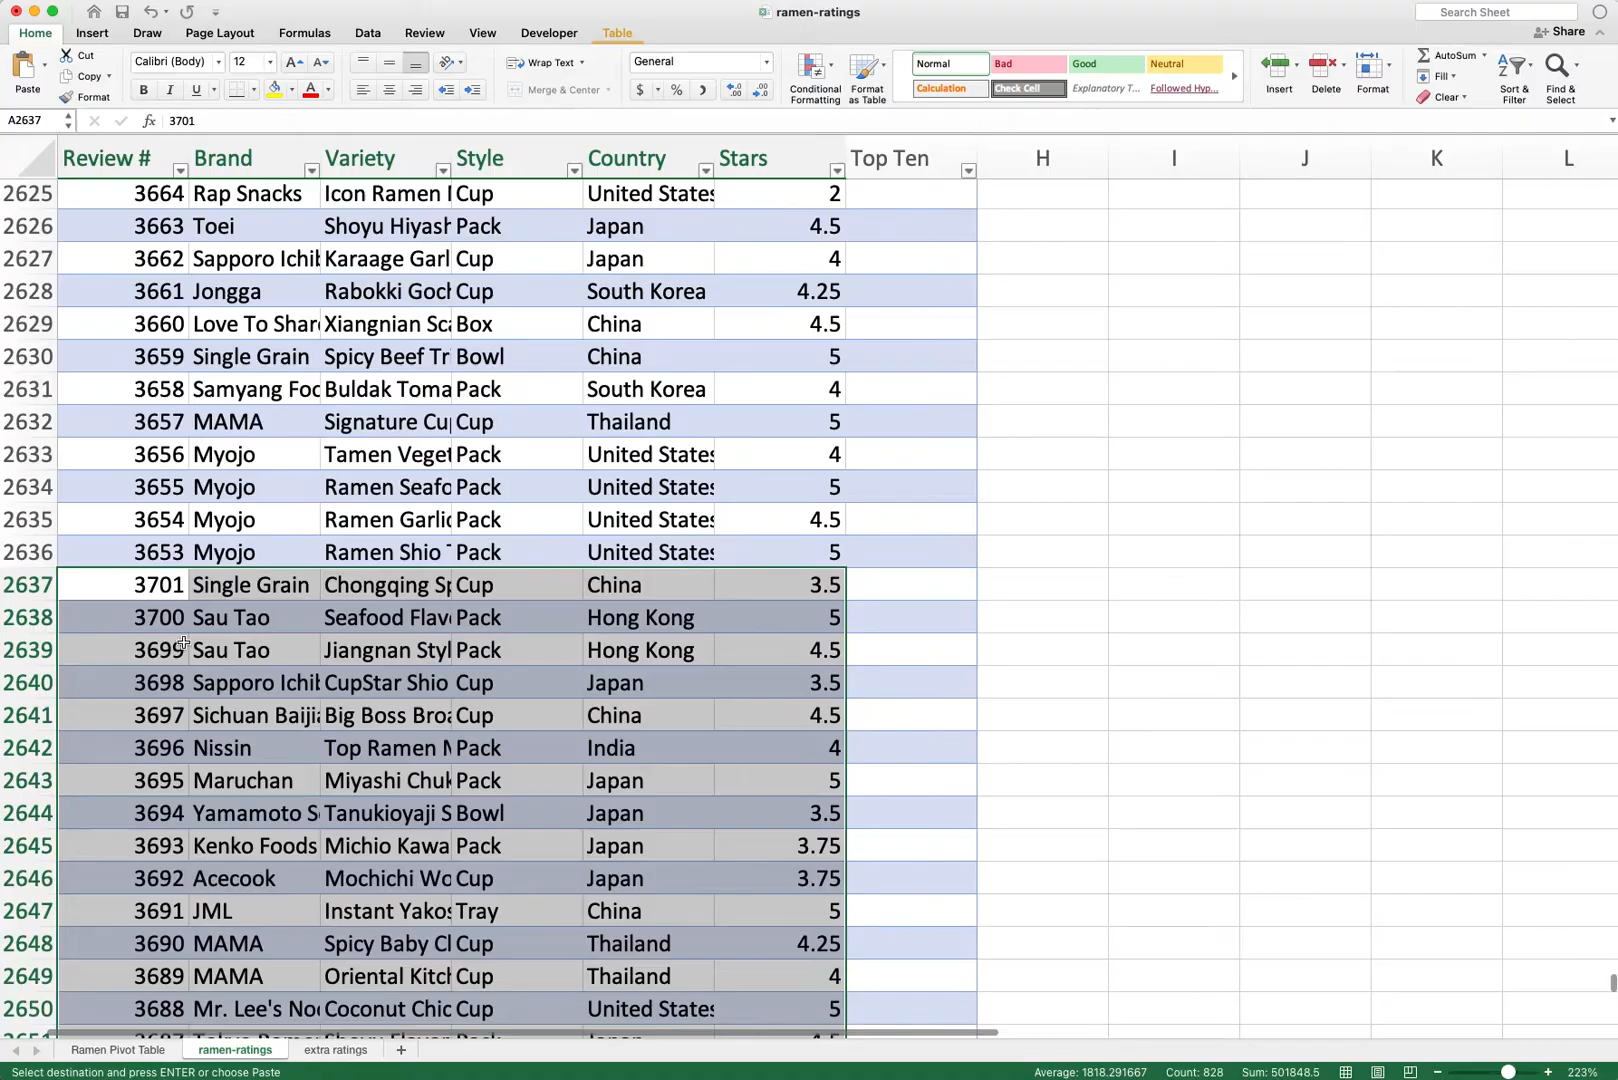 ramen-ratings
Search Sheet
Home Insert Draw Page Layout Formulas Data Review View Developer Table Share
Paste Cut Copy Format
Calibri (Body) 12
Wrap Text
Merge & Center
General
Conditional Formatting
Format as Table
Normal Bad Good Neutral
Calculation Check Cell Explanatory T... Followed Hyp...
Insert Delete Format
AutoSum
Fill
Clear
Sort & Filter
Find & Select
A2637 fx 3701
Review # Brand Variety Style Country Stars Top Ten H I J K L
2625 3664 Rap Snacks Icon Ramen Cup United States 2
2626 3663 Toei Shoyu Hiyash Pack Japan 4.5
2627 3662 Sapporo Ichib Karaage Garl Cup Japan 4
2628 3661 Jongga Rabokki Goch Cup South Korea 4.25
2629 3660 Love To Share Xiangnian Sca Box China 4.5
2630 3659 Single Grain Spicy Beef Tr Bowl China 5
2631 3658 Samyang Foo Buldak Toma Pack South Korea 4
2632 3657 MAMA Signature Cu Cup Thailand 5
2633 3656 Myojo Tamen Veget Pack United States 4
2634 3655 Myojo Ramen Seafo Pack United States 5
2635 3654 Myojo Ramen Garlic Pack United States 4.5
2636 3653 Myojo Ramen Shio Pack United States 5
2637 3701 Single Grain Chongqing Sp Cup China 3.5
2638 3700 Sau Tao Seafood Flav Pack Hong Kong 5
2639 3699 Sau Tao Jiangnan Styl Pack Hong Kong 4.5
2640 3698 Sapporo Ichib CupStar Shio Cup Japan 3.5
2641 3697 Sichuan Baijia Big Boss Broa Cup China 4.5
2642 3696 Nissin Top Ramen Pack India 4
2643 3695 Maruchan Miyashi Chuk Pack Japan 5
2644 3694 Yamamoto S Tanukioyaji S Bowl Japan 3.5
2645 3693 Kenko Foods Michio Kawa Pack Japan 3.75
2646 3692 Acecook Mochichi Wo Cup Japan 3.75
2647 3691 JML Instant Yakos Tray China 5
2648 3690 MAMA Spicy Baby Cl Cup Thailand 4.25
2649 3689 MAMA Oriental Kitch Cup Thailand 4
2650 3688 Mr. Lee's Noo Coconut Chic Cup United States 5
Ramen Pivot Table ramen-ratings extra ratings +
Select destination and press ENTER or choose Paste Average: 1818.291667 Count: 828 Sum: 501848.5 223%